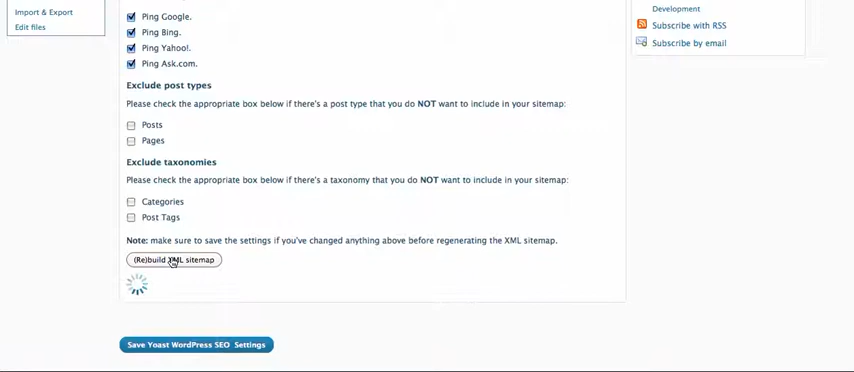 Import & Export
Edit files
Ping Google.
Ping Bing.
Ping Yahoo!.
Ping Ask.com.
Exclude post types
Please check the appropriate box below if there's a post type that you do NOT want to include in your sitemap:
Posts
Pages
Exclude taxonomies
Please check the appropriate box below if there's a taxonomy that you do NOT want to include in your sitemap:
Categories
Post Tags
Note: make sure to save the settings if you've changed anything above before regenerating the XML sitemap.
(Re)build XML sitemap
Save Yoast WordPress SEO Settings
Development
Subscribe with RSS
Subscribe by email